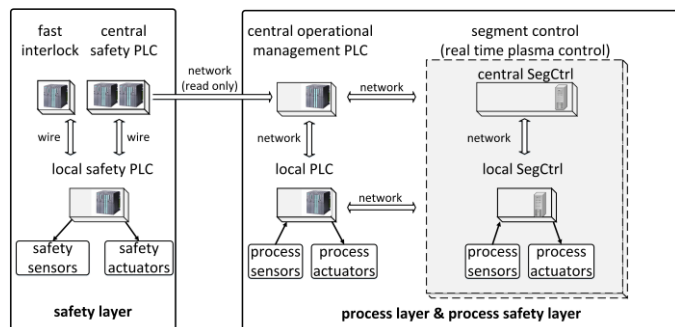 fast
interlock
central
safety PLC
wire
wire
local safety PLC
safety
sensors
safety
actuators
safety layer
network
(read only)
central operational
management PLC
network
network
local PLC
network
process
sensors
process
actuators
segment control
(real time plasma control)
central SegCtrl
network
local SegCtrl
process
sensors
process
actuators
process layer & process safety layer